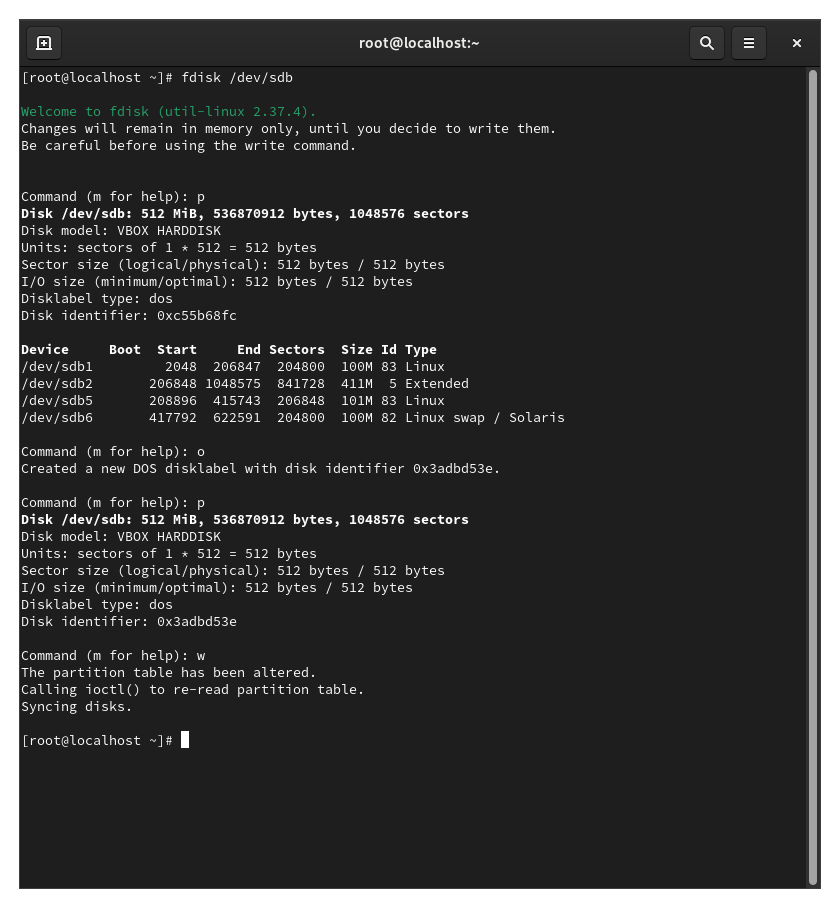 root@localhost:~
[root@localhost ~]# fdisk /dev/sdb
Welcome to fdisk (util-linux 2.37.4).
Changes will remain in memory only, until you decide to write them.
Be careful before using the write command.
Command (m for help): p
Disk /dev/sdb: 512 MiB, 536870912 bytes, 1048576 sectors
Disk model: VBOX HARDDISK
Units: sectors of 1 * 512 = 512 bytes
Sector size (logical/physical): 512 bytes / 512 bytes
I/O size (minimum/optimal): 512 bytes / 512 bytes
Disklabel type: dos
Disk identifier: 0xc55b68fc
Device     Boot  Start     End Sectors  Size Id Type
/dev/sdb1         2048  206847  204800  100M 83 Linux
/dev/sdb2       206848 1048575  841728  411M  5 Extended
/dev/sdb5       208896  415743  206848  101M 83 Linux
/dev/sdb6       417792  622591  204800  100M 82 Linux swap / Solaris
Command (m for help): o
Created a new DOS disklabel with disk identifier 0x3adbd53e.
Command (m for help): p
Disk /dev/sdb: 512 MiB, 536870912 bytes, 1048576 sectors
Disk model: VBOX HARDDISK
Units: sectors of 1 * 512 = 512 bytes
Sector size (logical/physical): 512 bytes / 512 bytes
I/O size (minimum/optimal): 512 bytes / 512 bytes
Disklabel type: dos
Disk identifier: 0x3adbd53e
Command (m for help): w
The partition table has been altered.
Calling ioctl() to re-read partition table.
Syncing disks.
[root@localhost ~]#